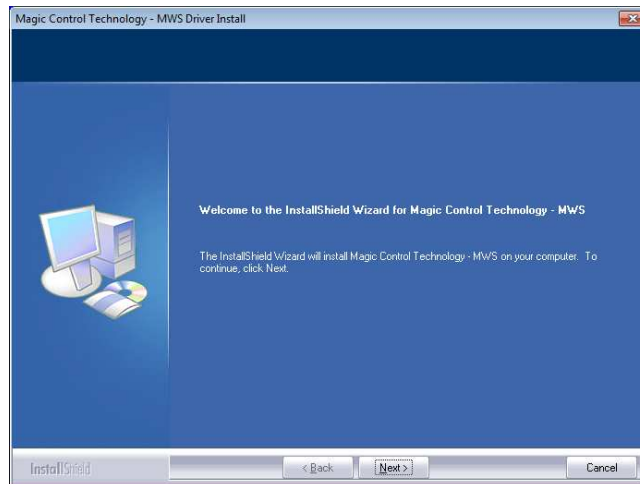 Magic Control Technology - MWS Driver Install
Welcome to the InstallShield Wizard for Magic Control Technology - MWS
The InstallShield Wizard will install Magic Control Technology - MWS on your computer. To
continue, click Next.
InstallShield
< Back
Next >
Cancel